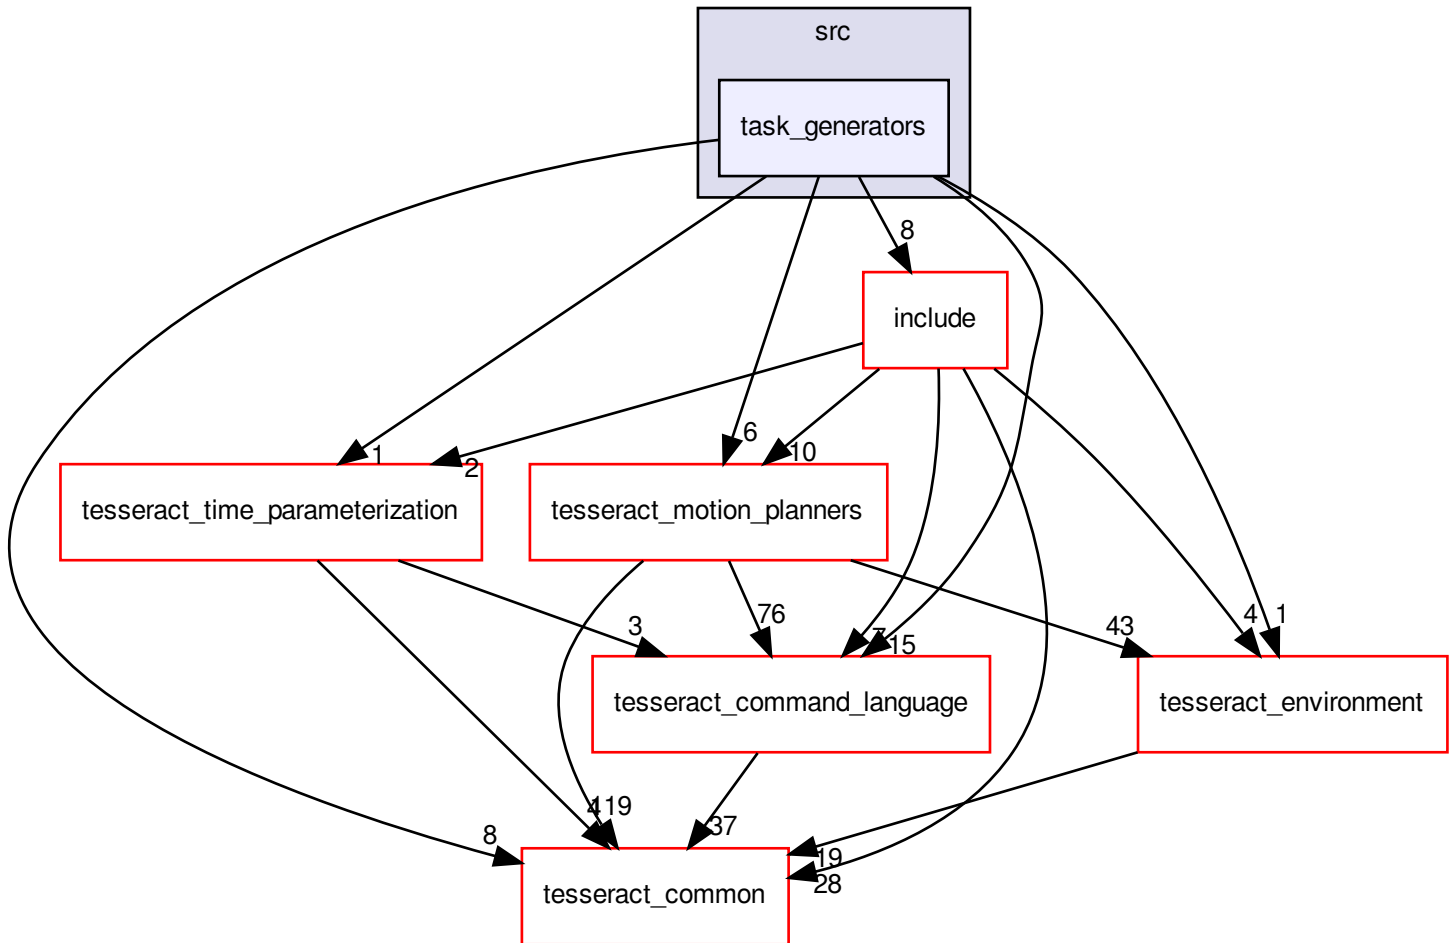 src
task_generators
8
include
1
2
6
10
tesseract_time_parameterization
tesseract_motion_planners
3
76
7
15
43
4
1
tesseract_command_language
tesseract_environment
8
4
119
37
19
28
tesseract_common